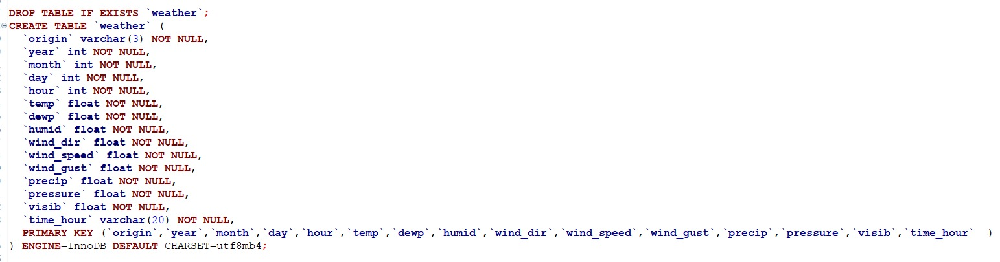 DROP TABLE IF EXISTS `weather`;
CREATE TABLE `weather` (
  `origin` varchar(3) NOT NULL,
  `year` int NOT NULL,
  `month` int NOT NULL,
  `day` int NOT NULL,
  `hour` int NOT NULL,
  `temp` float NOT NULL,
  `dewp` float NOT NULL,
  `humid` float NOT NULL,
  `wind_dir` float NOT NULL,
  `wind_speed` float NOT NULL,
  `wind_gust` float NOT NULL,
  `precip` float NOT NULL,
  `pressure` float NOT NULL,
  `visib` float NOT NULL,
  `time_hour` varchar(20) NOT NULL,
  PRIMARY KEY (`origin`,`year`,`month`,`day`,`hour`,`temp`,`dewp`,`humid`,`wind_dir`,`wind_speed`,`wind_gust`,`precip`,`pressure`,`visib`,`time_hour`  )
) ENGINE=InnoDB DEFAULT CHARSET=utf8mb4;